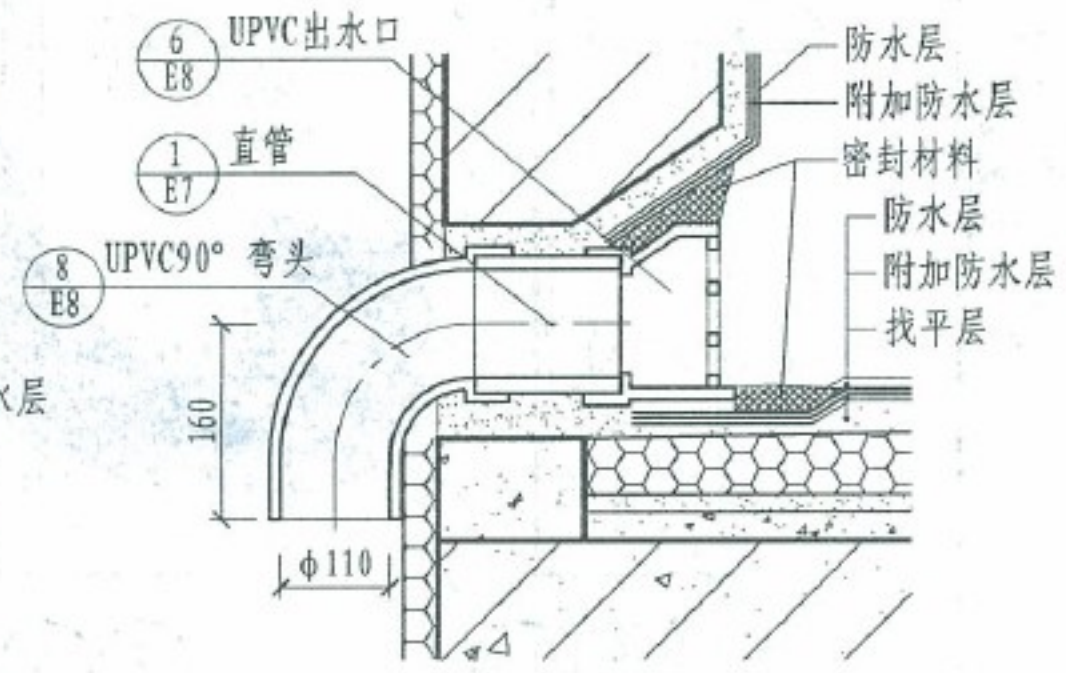 6
E8
UPVC出水口
1
E7
直管
8
E8
UPVC90° 弯头
防水层
附加防水层
密封材料
防水层
附加防水层
找平层
水层
160
φ110